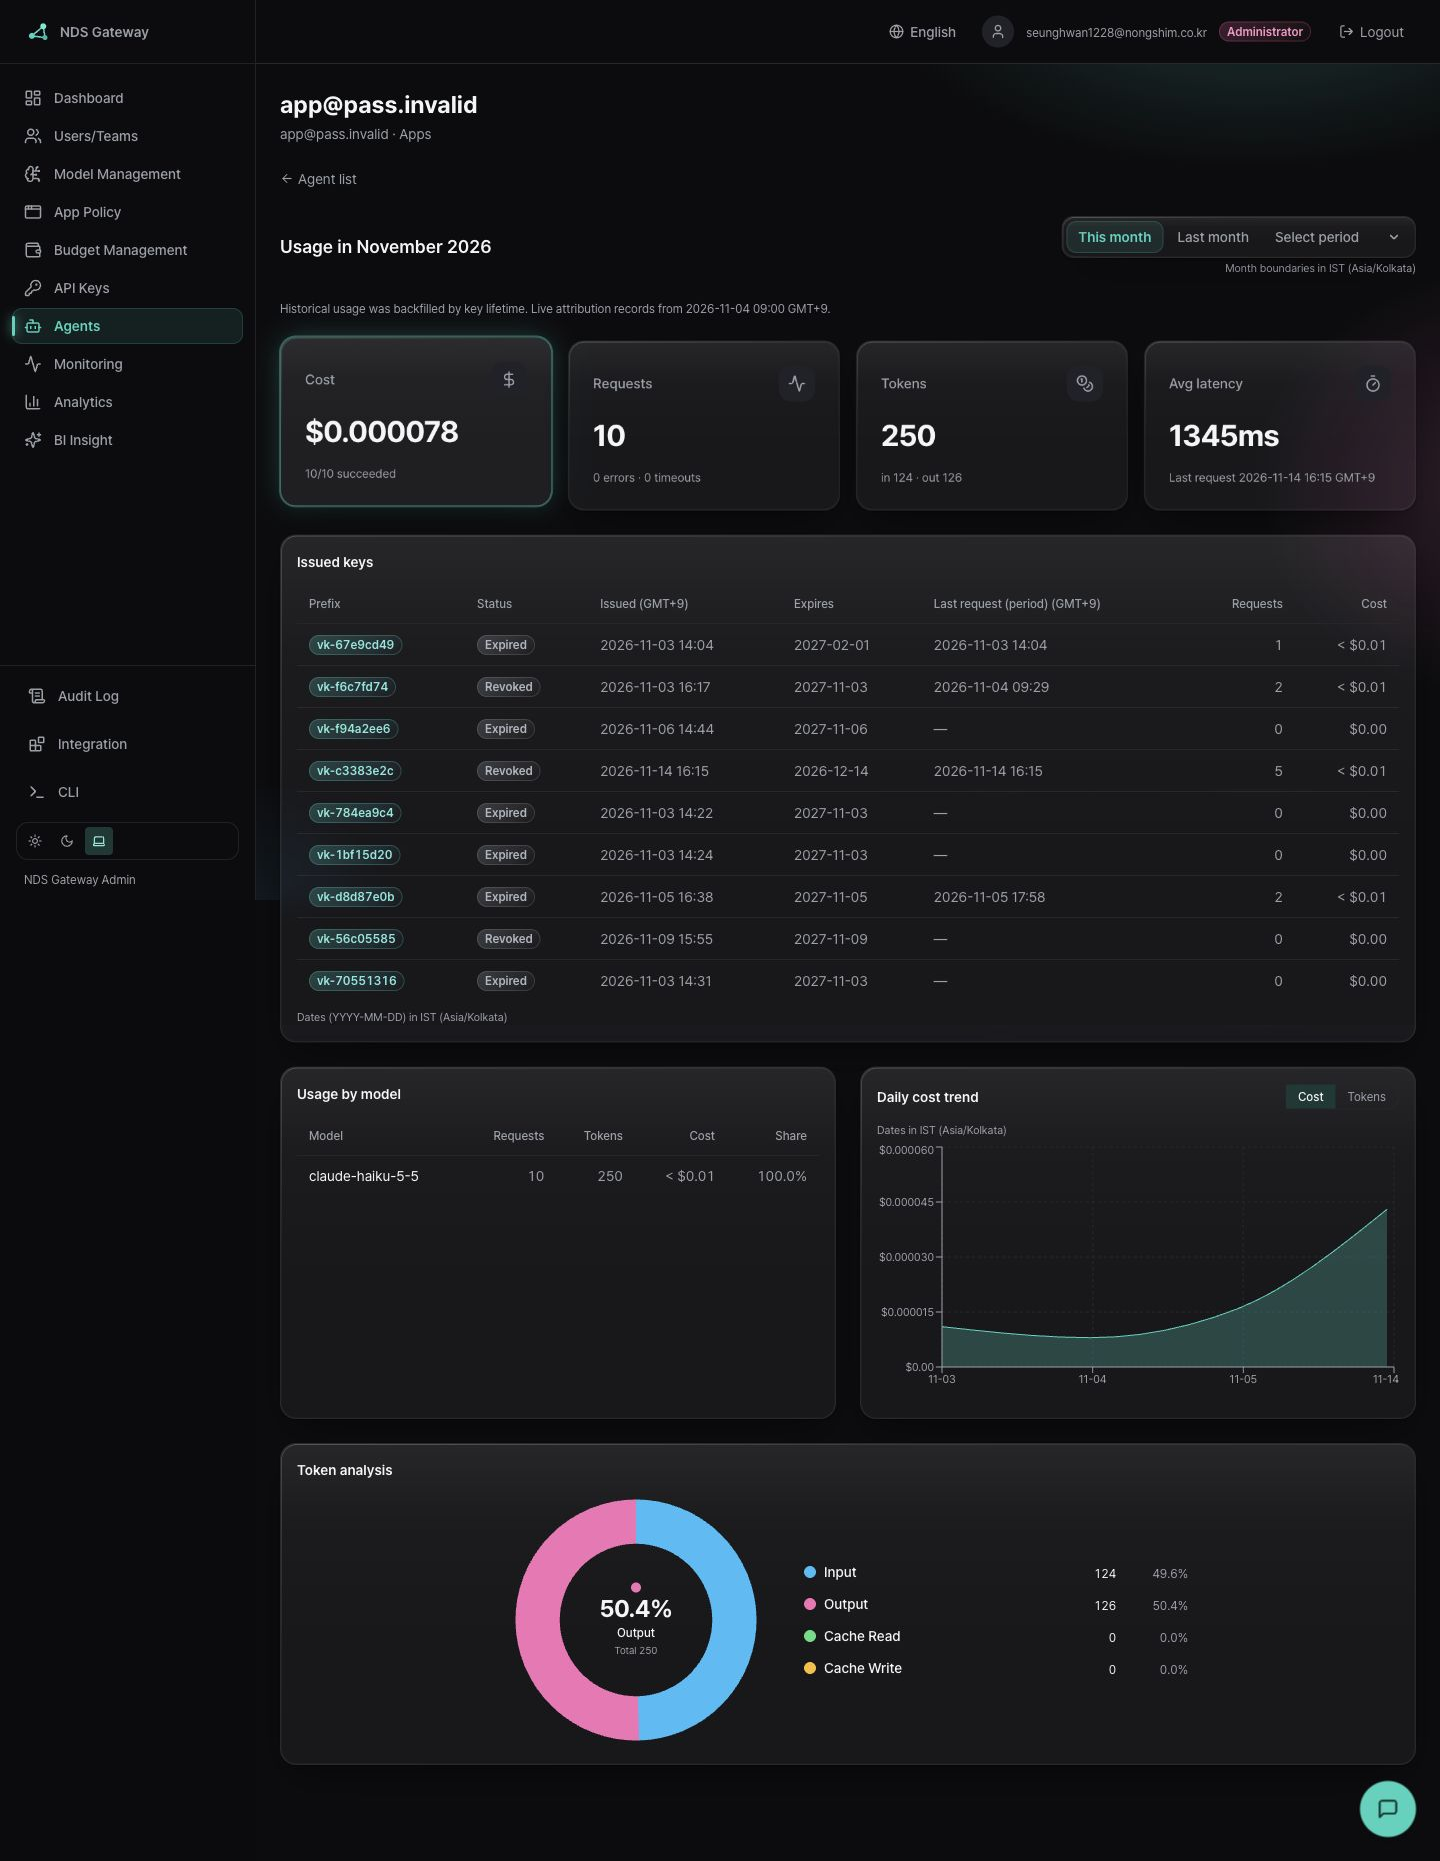 NDS Gateway
English
seunghwan1228@nongshim.co.kr
Administrator
Logout
Dashboard
Users/Teams
Model Management
App Policy
Budget Management
API Keys
Agents
Monitoring
Analytics
BI Insight
Audit Log
Integration
CLI
NDS Gateway Admin
app@pass.invalid
app@pass.invalid · Apps
← Agent list
Usage in November 2026
This month Last month Select period
Month boundaries in IST (Asia/Kolkata)
Historical usage was backfilled by key lifetime. Live attribution records from 2026-11-04 09:00 GMT+9.
Cost
$0.000078
10/10 succeeded
Requests
10
0 errors · 0 timeouts
Tokens
250
in 124 · out 126
Avg latency
1345ms
Last request 2026-11-14 16:15 GMT+9
Issued keys
Prefix Status Issued (GMT+9) Expires Last request (period) (GMT+9) Requests Cost
vk-67e9cd49 Expired 2026-11-03 14:04 2027-02-01 2026-11-03 14:04 1 < $0.01
vk-f6c7fd74 Revoked 2026-11-03 16:17 2027-11-03 2026-11-04 09:29 2 < $0.01
vk-f94a2ee6 Expired 2026-11-06 14:44 2027-11-06 — 0 $0.00
vk-c3383e2c Revoked 2026-11-14 16:15 2026-12-14 2026-11-14 16:15 5 < $0.01
vk-784ea9c4 Expired 2026-11-03 14:22 2027-11-03 — 0 $0.00
vk-1bf15d20 Expired 2026-11-03 14:24 2027-11-03 — 0 $0.00
vk-d8d87e0b Expired 2026-11-05 16:38 2027-11-05 2026-11-05 17:58 2 < $0.01
vk-56c05585 Revoked 2026-11-09 15:55 2027-11-09 — 0 $0.00
vk-70551316 Expired 2026-11-03 14:31 2027-11-03 — 0 $0.00
Dates (YYYY-MM-DD) in IST (Asia/Kolkata)
Usage by model
Model Requests Tokens Cost Share
claude-haiku-5-5 10 250 < $0.01 100.0%
Daily cost trend
Cost Tokens
Dates in IST (Asia/Kolkata)
$0.000060
$0.000045
$0.000030
$0.000015
$0.00
11-03 11-04 11-05 11-14
Token analysis
50.4%
Output
Total 250
Input 124 49.6%
Output 126 50.4%
Cache Read 0 0.0%
Cache Write 0 0.0%